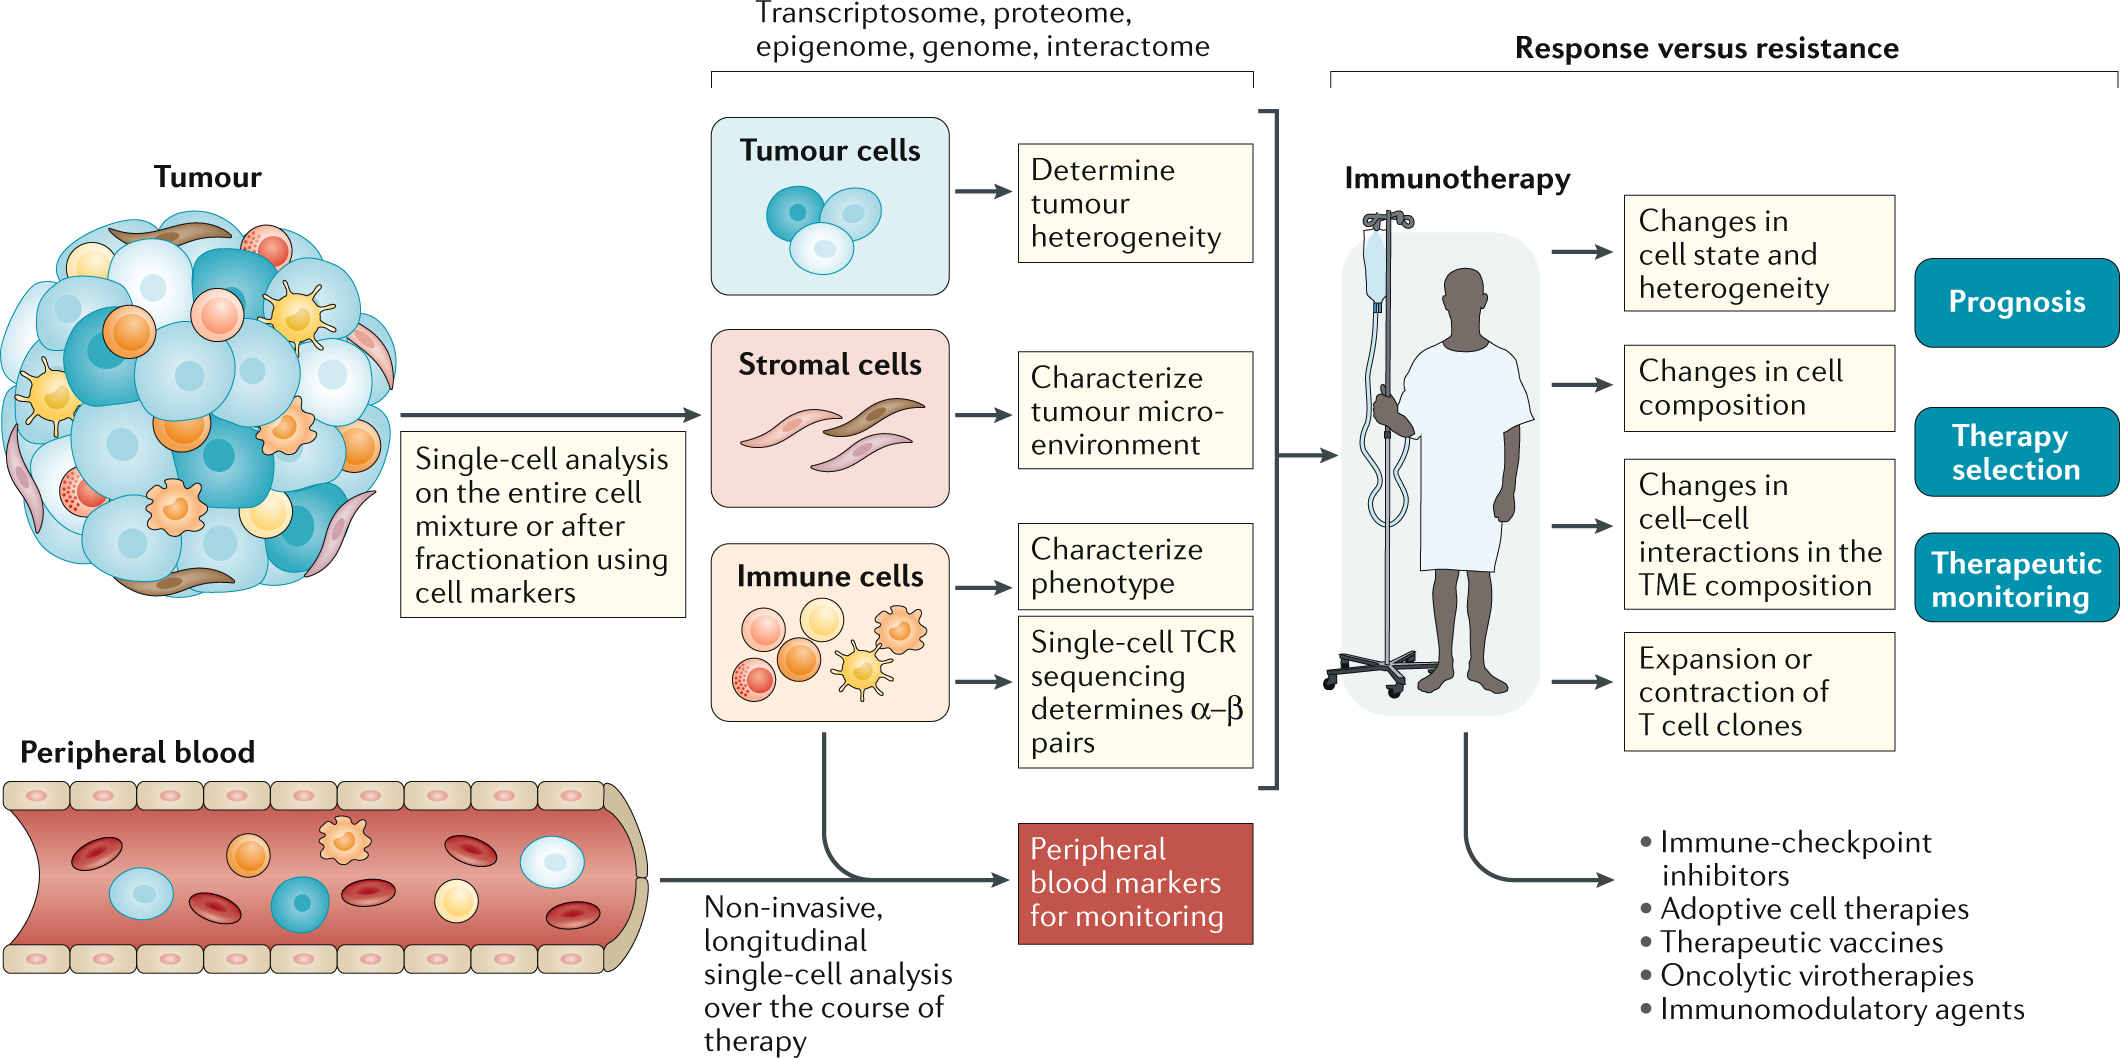 Transcriptosome, proteome,
epigenome, genome, interactome
Response versus resistance
Tumour
Single-cell analysis
on the entire cell
mixture or after
fractionation using
cell markers
Tumour cells
Determine
tumour
heterogeneity
Stromal cells
Characterize
tumour micro-
environment
Immune cells
Characterize
phenotype
Single-cell TCR
sequencing
determines α–β
pairs
Peripheral blood
Non-invasive,
longitudinal
single-cell analysis
over the course of
therapy
Peripheral
blood markers
for monitoring
Immunotherapy
Changes in
cell state and
heterogeneity
Changes in cell
composition
Changes in
cell–cell
interactions in the
TME composition
Expansion or
contraction of
T cell clones
Prognosis
Therapy
selection
Therapeutic
monitoring
• Immune-checkpoint
inhibitors
• Adoptive cell therapies
• Therapeutic vaccines
• Oncolytic virotherapies
• Immunomodulatory agents